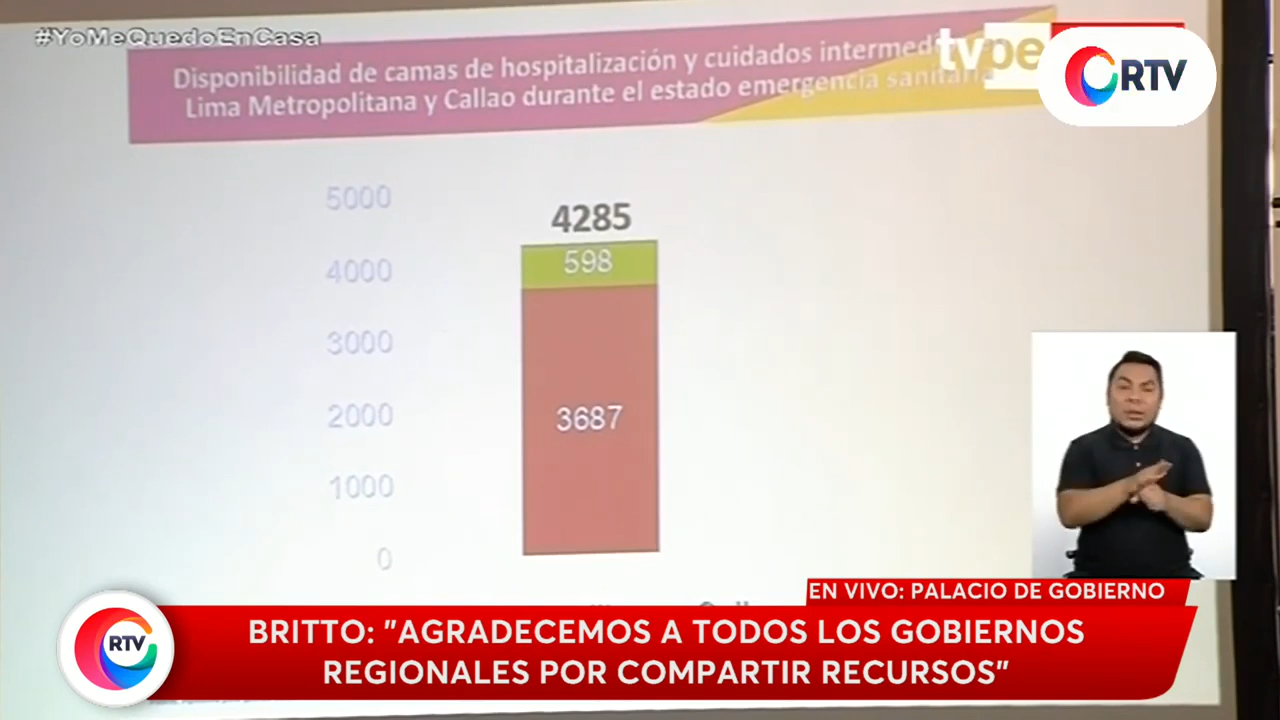 #YoMeQuedoEnCasa
tvpe
RTV
Disponibilidad de camas de hospitalización y cuidados
Lima Metropolitana y Callao durante el estado emergencia sanitaria
5000
4285
4000
598
3000
2000
3687
1000
0
EN VIVO: PALACIO DE GOBIERNO
RTV
BRITTO: "AGRADECEMOS A TODOS LOS GOBIERNOS
REGIONALES POR COMPARTIR RECURSOS"